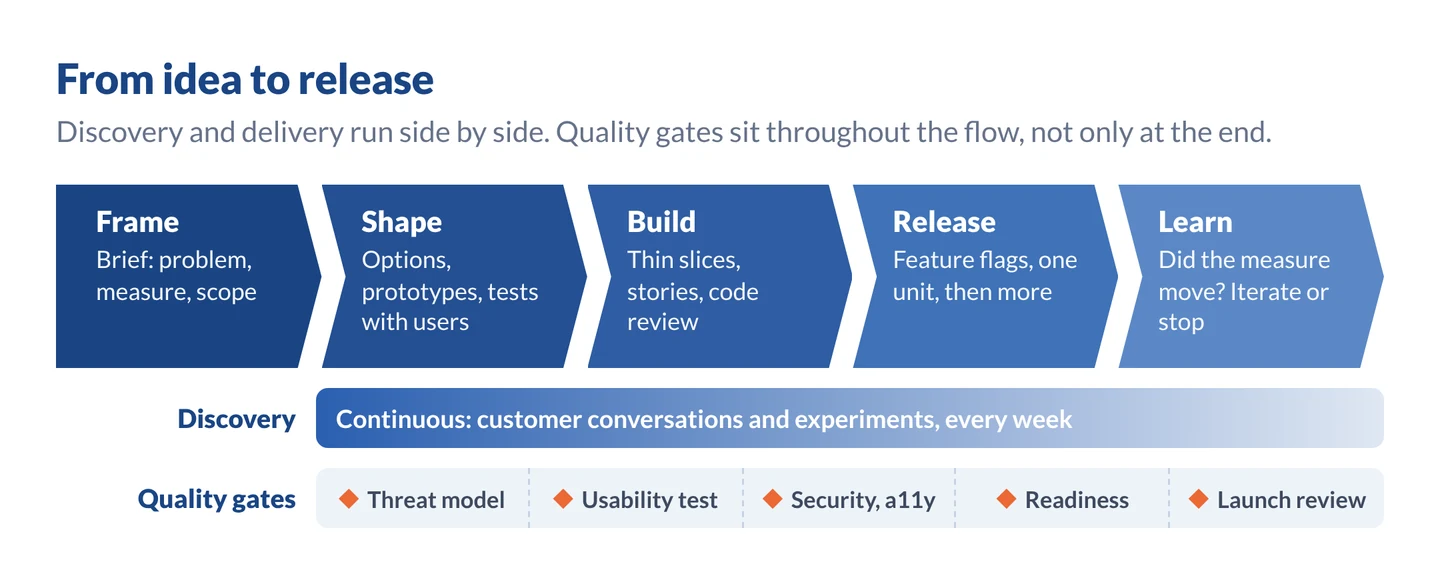 From idea to release
Discovery and delivery run side by side. Quality gates sit throughout the flow, not only at the end.
Frame
Brief: problem,
measure, scope
Shape
Options,
prototypes, tests
with users
Build
Thin slices,
stories, code
review
Release
Feature flags, one
unit, then more
Learn
Did the measure
move? Iterate or
stop
Discovery
Continuous: customer conversations and experiments, every week
Quality gates
Threat model
Usability test
Security, a11y
Readiness
Launch review